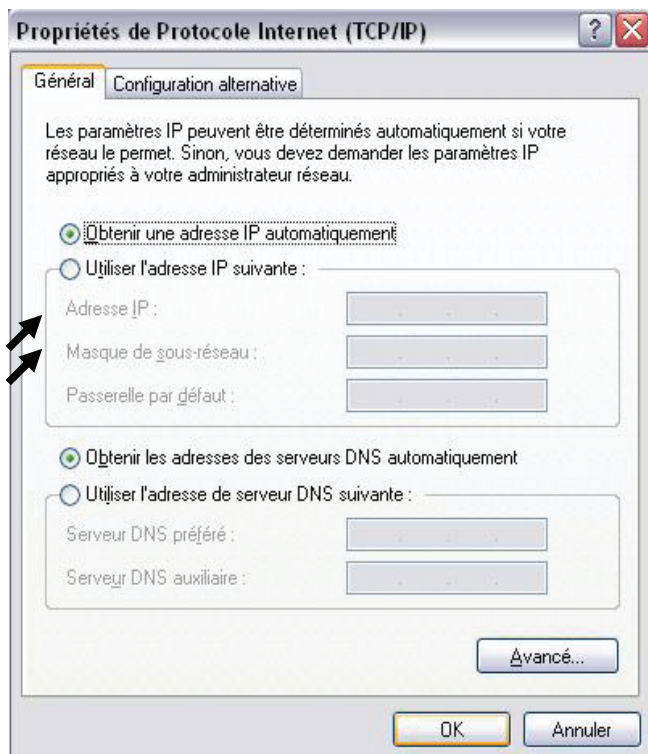 Propriétés de Protocole Internet (TCP/IP)
Général
Configuration alternative
Les paramètres IP peuvent être déterminés automatiquement si votre
réseau le permet. Sinon, vous devez demander les paramètres IP
appropriés à votre administrateur réseau.
Obtenir une adresse IP automatiquement
Utiliser l'adresse IP suivante :
Adresse IP :
Masque de sous-réseau :
Passerelle par défaut :
Obtenir les adresses des serveurs DNS automatiquement
Utiliser l'adresse de serveur DNS suivante :
Serveur DNS préféré :
Serveur DNS auxiliaire :
Avancé...
OK
Annuler